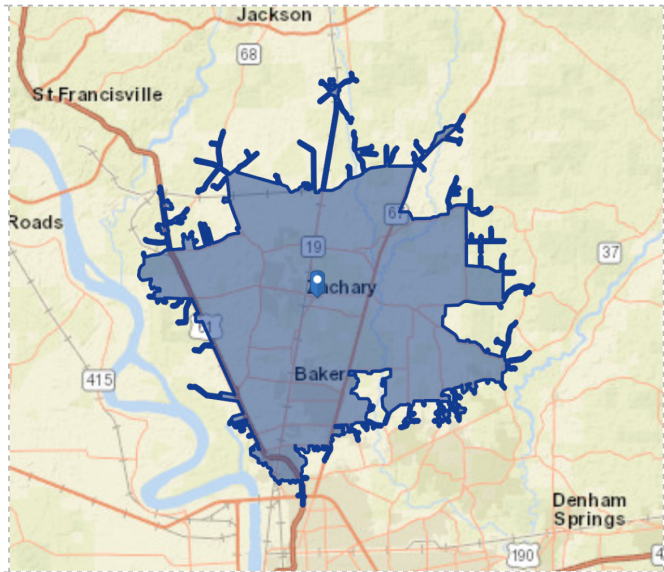 Jackson
68
St Francisville
Roads
67
19
37
Zachary
61
Baker
415
Denham
Springs
190